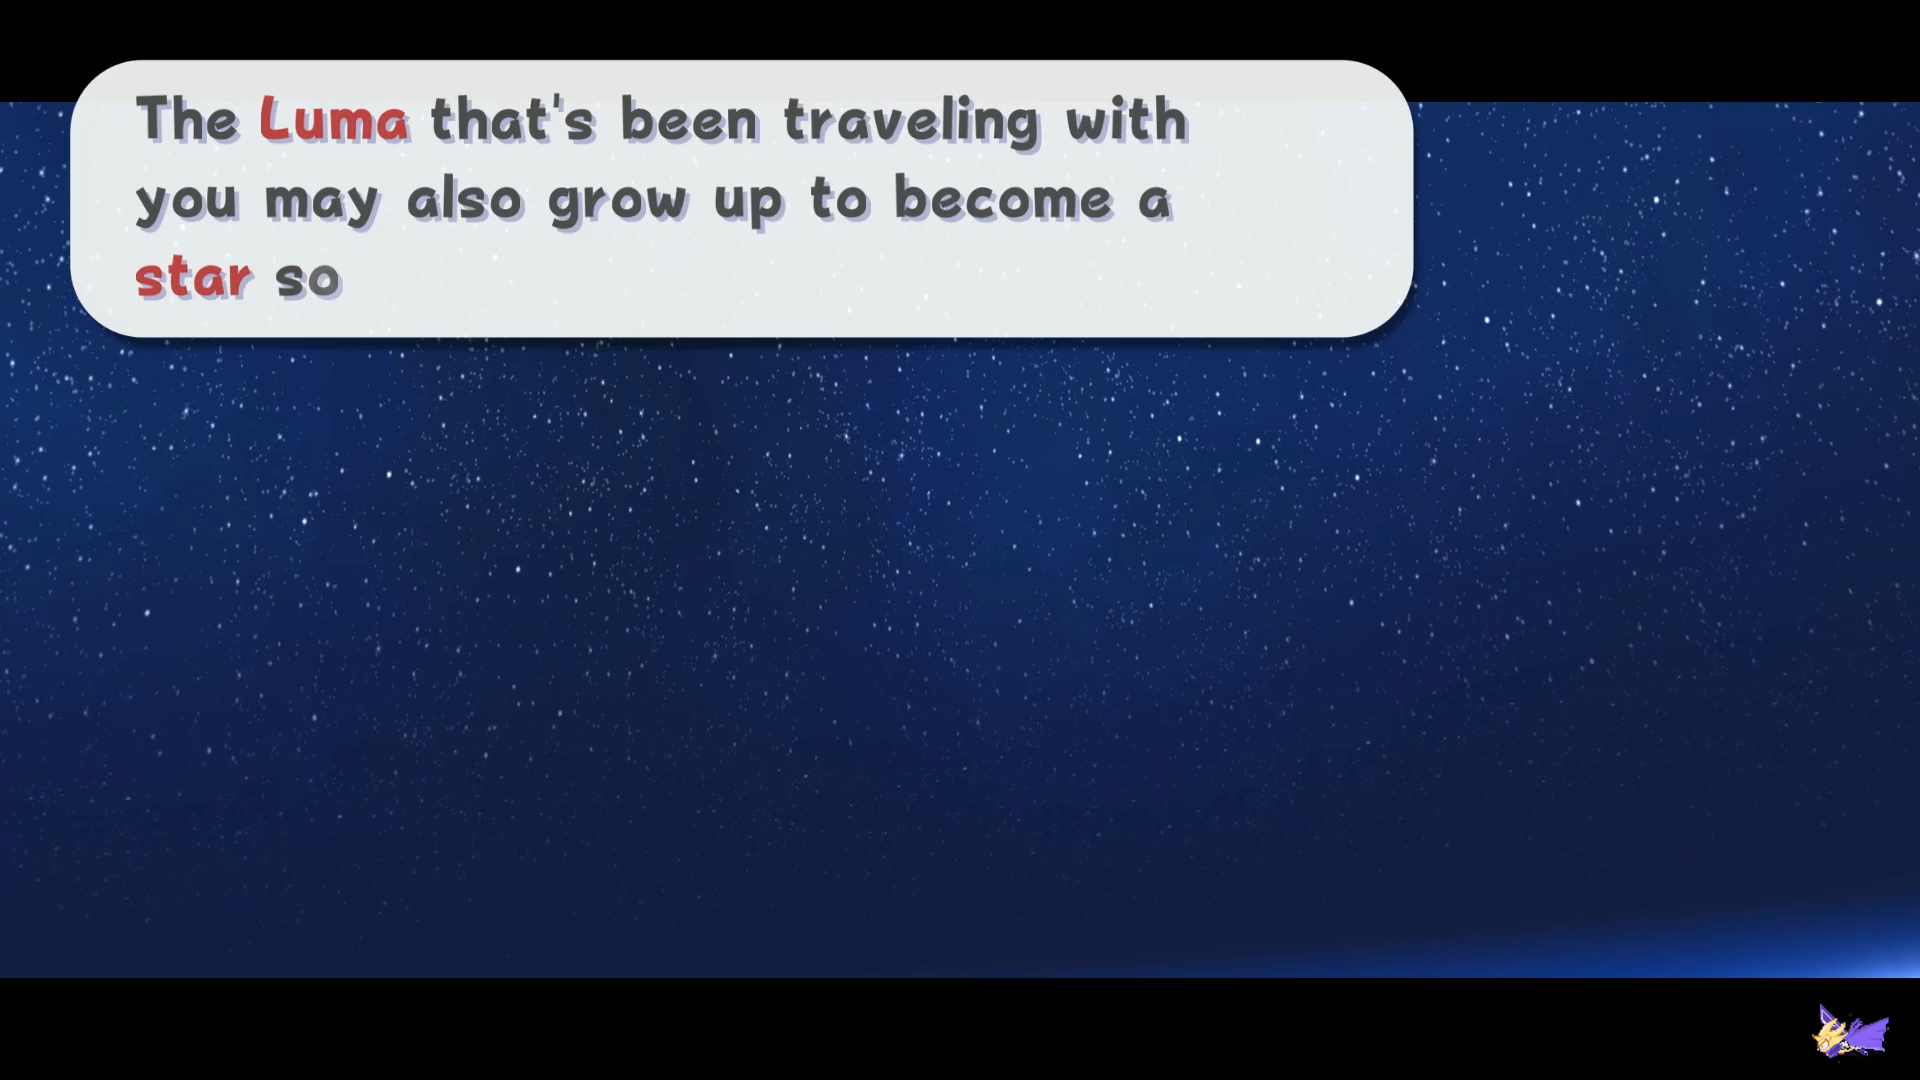 The Luma that's been traveling with
you may also grow up to become a
star so